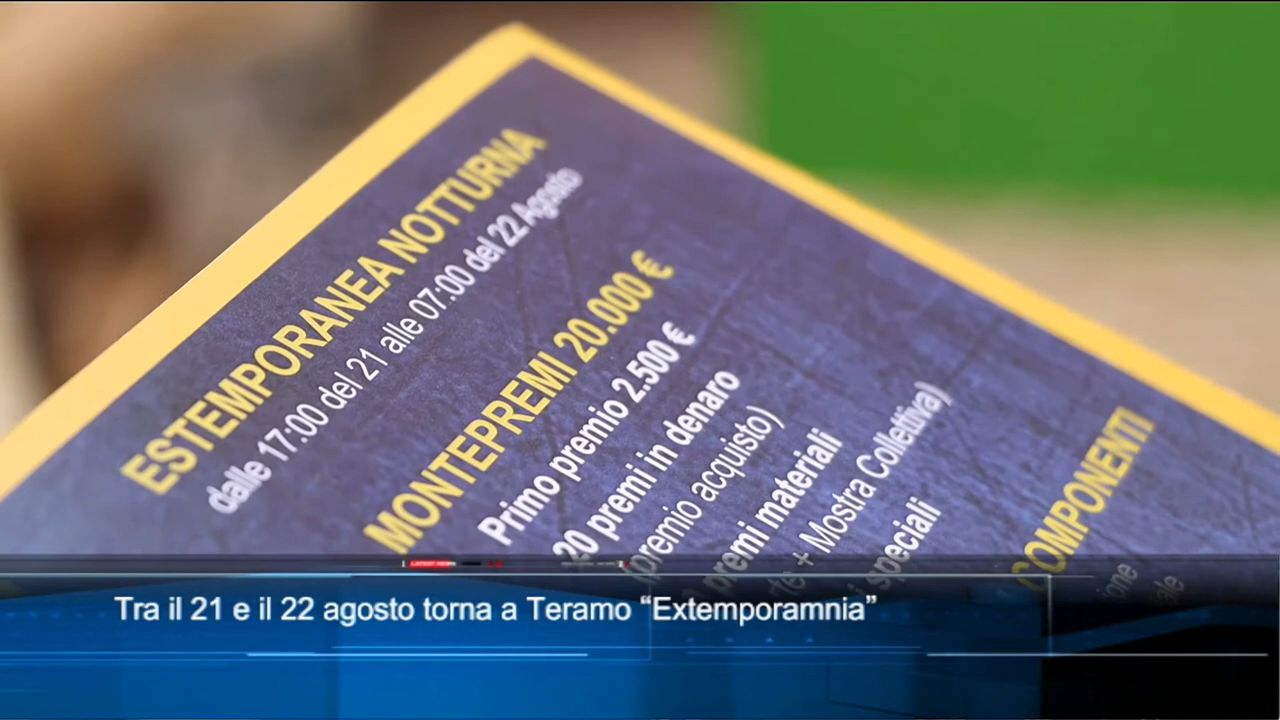 ESTEMPORANEA NOTTURNA
dalle 17:00 del 21 alle 07:00 del 22 Agosto
MONTEPREMI 20.000 €
Primo premio 2.500 €
20 premi in denaro
(premio acquisto)
premi materiali
+ Mostra Collettiva)
speciali
COMPONENTI
LATEST NEWS
Tra il 21 e il 22 agosto torna a Teramo “Extemporamnia”